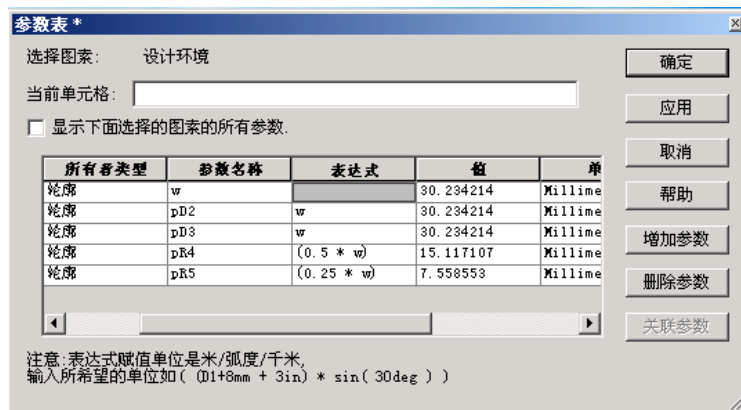 参数表 *
选择图素: 设计环境
当前单元格:
显示下面选择的图素的所有参数.
所有者类型 参数名称 表达式 值 单
轮廓 w 30.234214 Millime
轮廓 pD2 w 30.234214 Millime
轮廓 pD3 w 30.234214 Millime
轮廓 pR4 (0.5 * w) 15.117107 Millime
轮廓 pR5 (0.25 * w) 7.558553 Millime
注意:表达式赋值单位是米/弧度/千米,
输入所希望的单位如( (D1+8mm + 3in) * sin( 30deg ) )
确定
应用
取消
帮助
增加参数
删除参数
关联参数